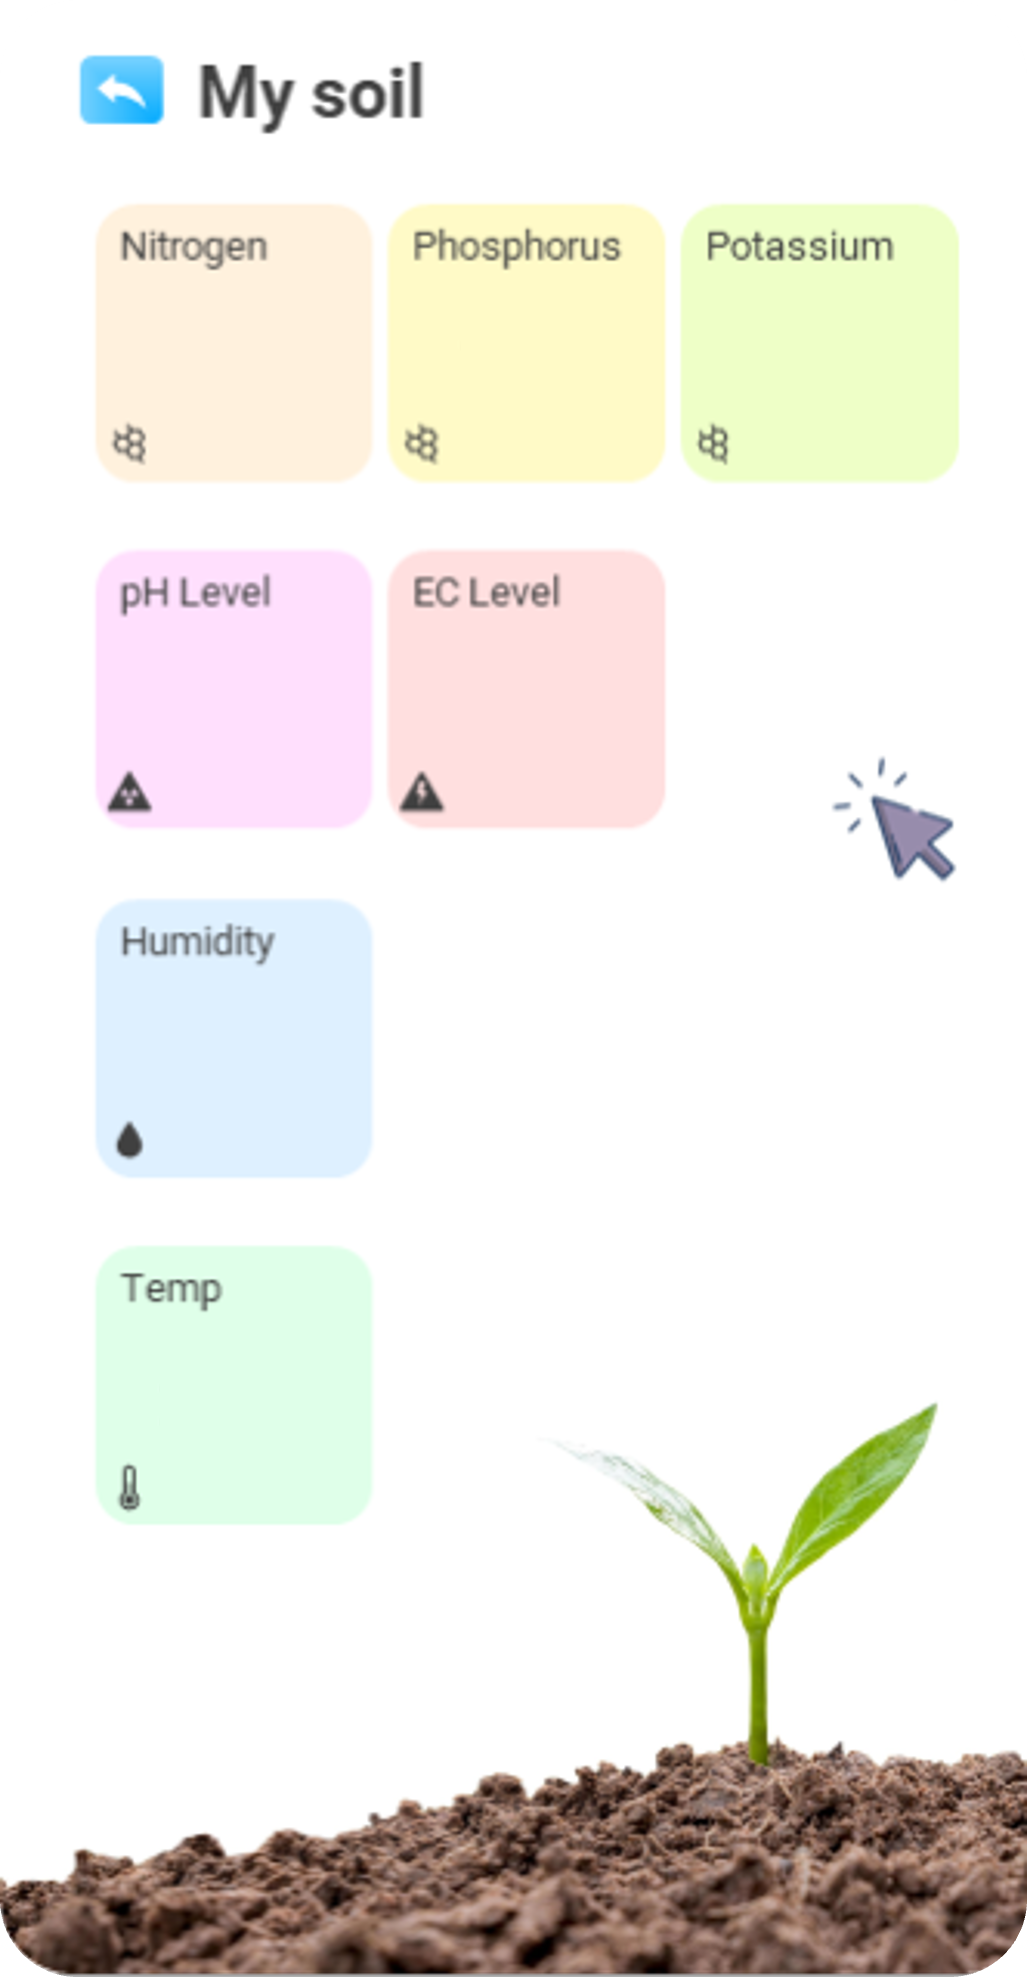 My soil
Nitrogen
Phosphorus
Potassium
pH Level
EC Level
Humidity
Temp